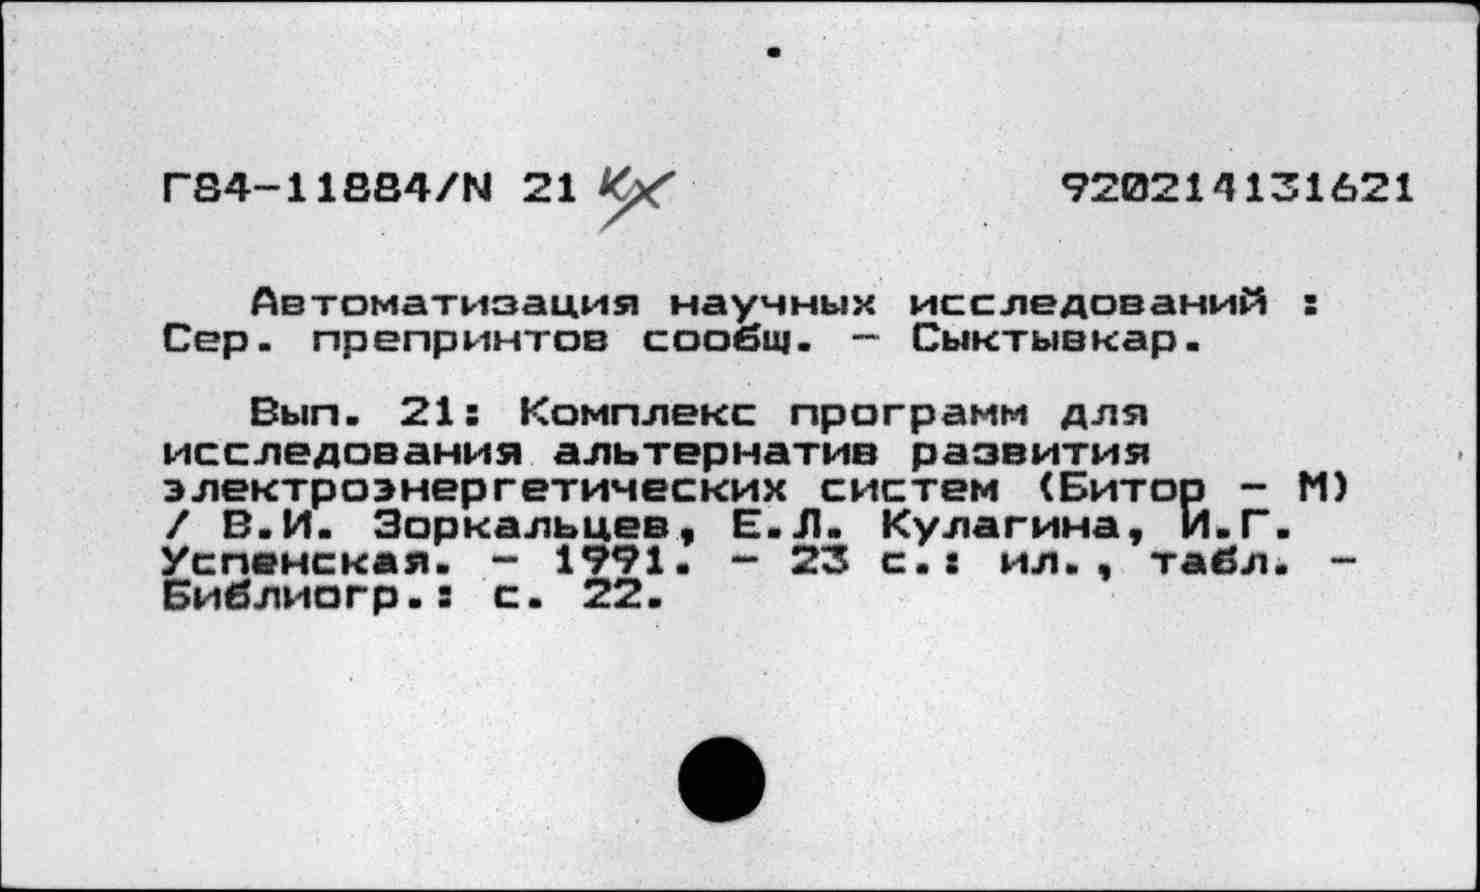 Г84-11884/N 21 кх 920214131621
Автоматизация научных исследований :
Сер. препринтов сообщ. - Сыктывкар.
Вып. 21: Комплекс программ для
исследования альтернатив развития
электроэнергетических систем (Битор - М)
/ В.И. Зоркальцев, Е.Л. Кулагина, И.Г.
Успенская. - 1991. - 23 с.: ил., табл. -
Библиогр.: с. 22.